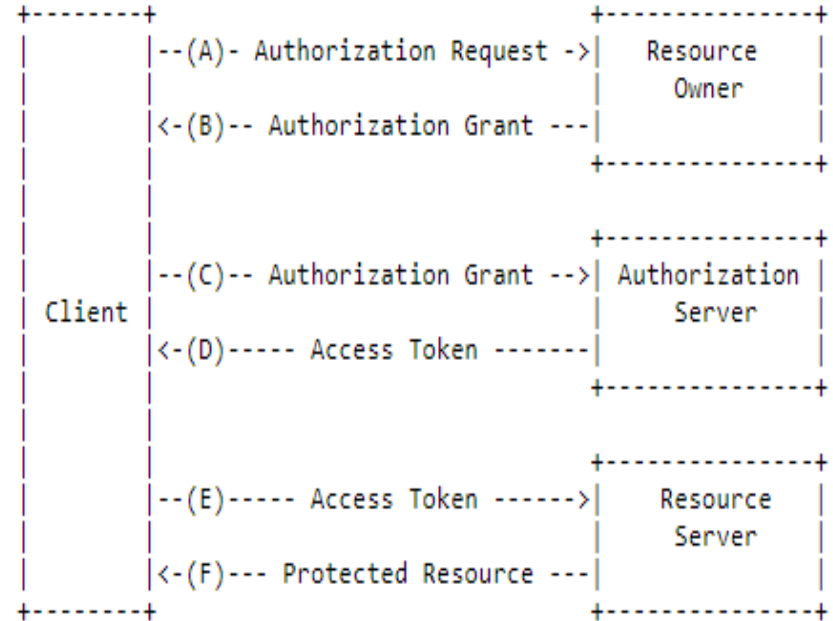 +--------+                               +---------------+
|        |--(A)- Authorization Request ->|   Resource    |
|        |                               |     Owner     |
|        |<-(B)-- Authorization Grant ---|               |
|        |                               +---------------+
|        |
|        |                               +---------------+
|        |--(C)-- Authorization Grant -->| Authorization |
| Client |                               |     Server    |
|        |<-(D)----- Access Token -------|               |
|        |                               +---------------+
|        |
|        |                               +---------------+
|        |--(E)----- Access Token ------>|    Resource   |
|        |                               |     Server    |
|        |<-(F)--- Protected Resource ---|               |
+--------+                               +---------------+